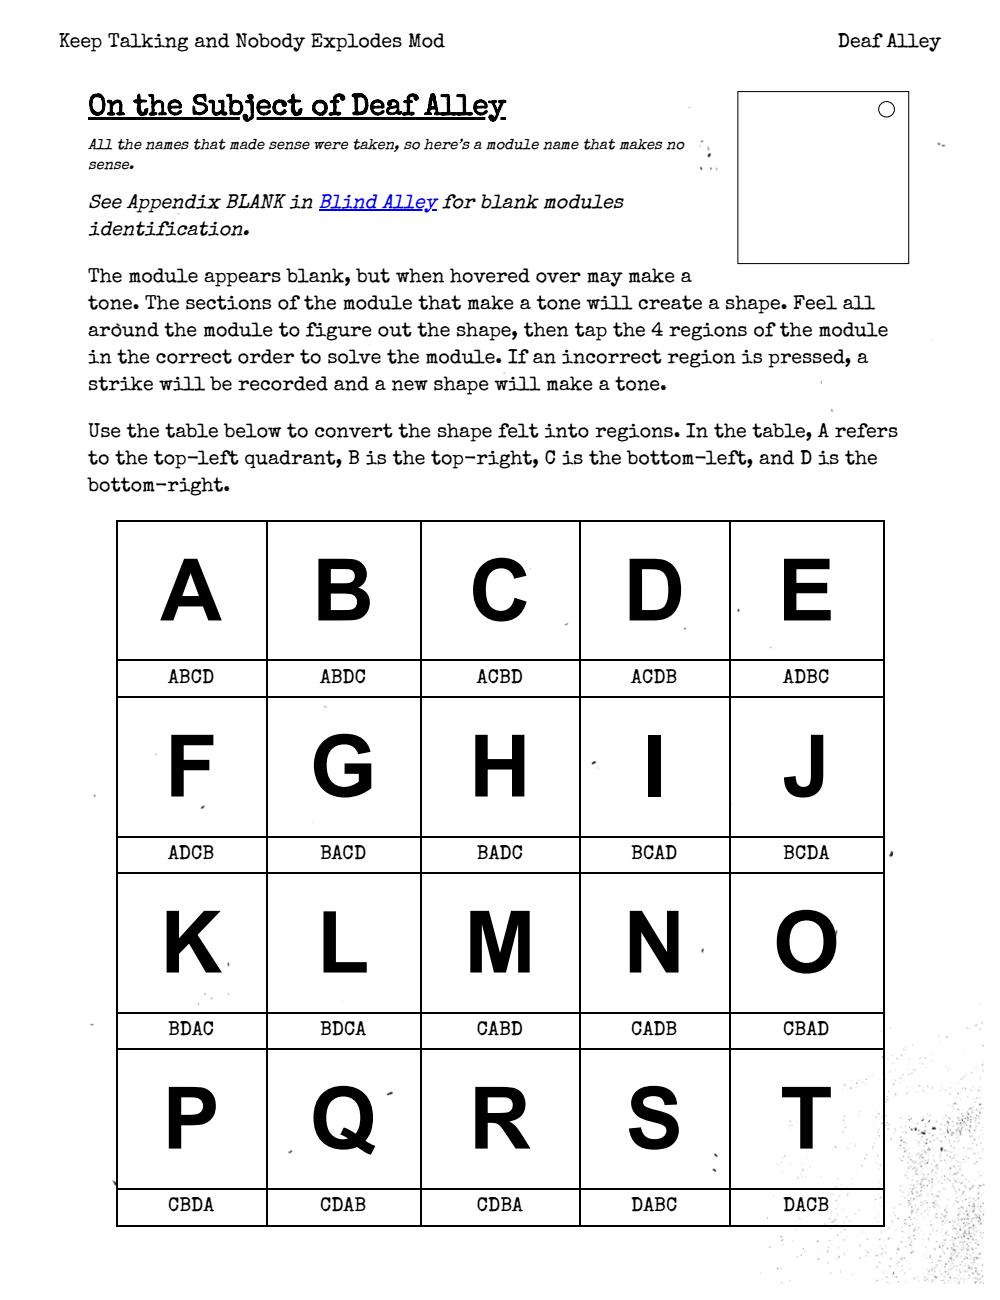 Keep Talking and Nobody Explodes Mod
Deaf Alley
On the Subject of Deaf Alley
All the names that made sense were taken, so here's a module name that makes no
sense.
See Appendix BLANK in Blind Alley for blank modules
identification.
The module appears blank, but when hovered over may make a
tone. The sections of the module that make a tone will create a shape. Feel all
around the module to figure out the shape, then tap the 4 regions of the module
in the correct order to solve the module. If an incorrect region is pressed, a
strike will be recorded and a new shape will make a tone.
Use the table below to convert the shape felt into regions. In the table, A refers
to the top-left quadrant, B is the top-right, C is the bottom-left, and D is the
bottom-right.
A B C D E
ABCD ABDC ACBD ACDB ADBC
F G H I J
ADCB BACD BADC BCAD BCDA
K L M N O
BDAC BDCA CABD CADB CBAD
P Q R S T
CBDA CDAB CDBA DABC DACB